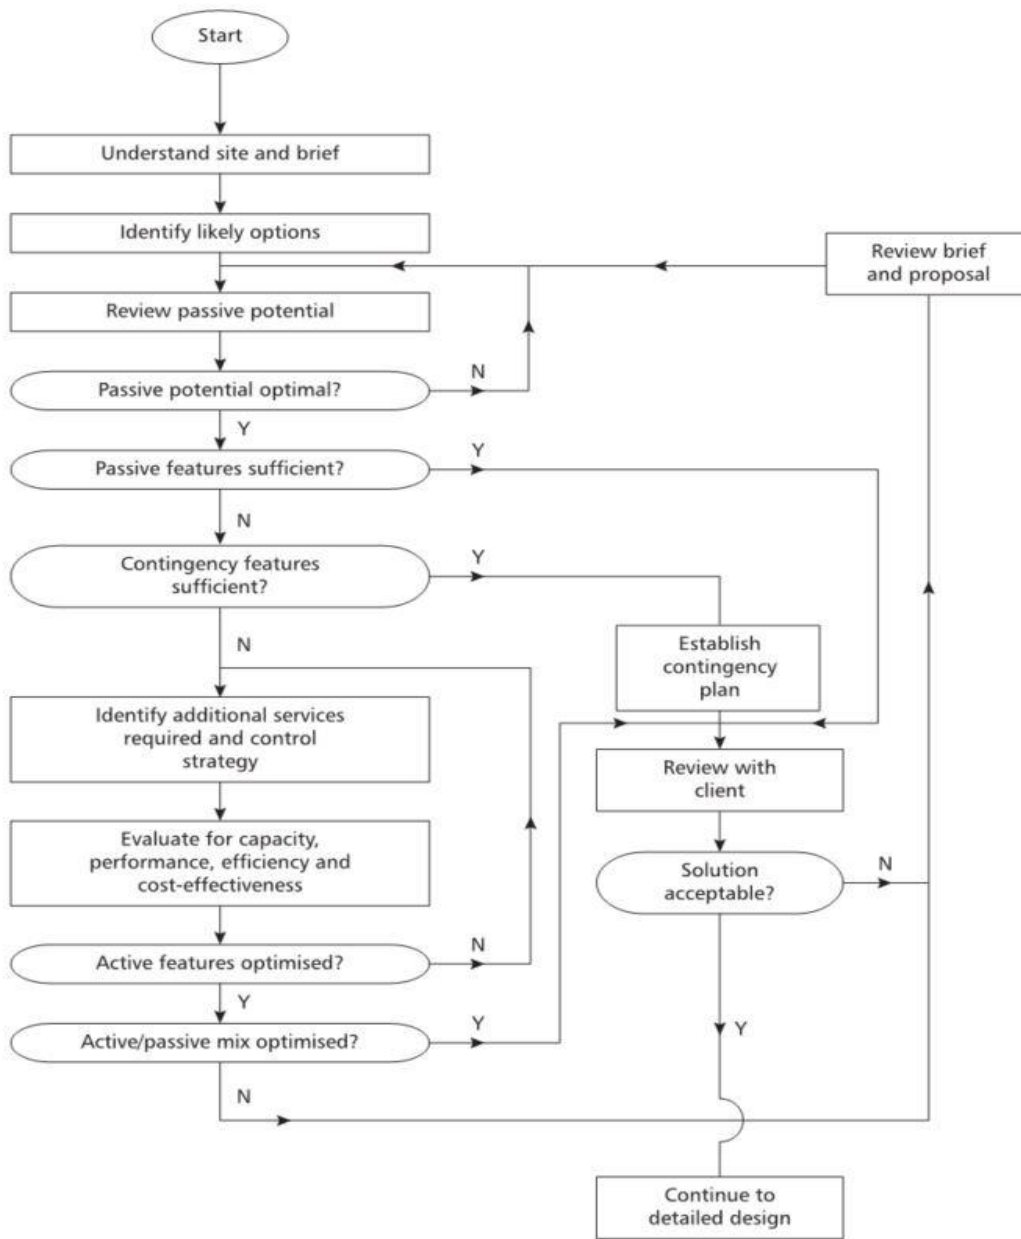 Start
Understand site and brief
Identify likely options
Review brief
and proposal
Review passive potential
N
Passive potential optimal?
Y
Y
Passive features sufficient?
N
Y
Contingency features
sufficient?
N
Establish
contingency
plan
Identify additional services
required and control
strategy
Review with
client
Evaluate for capacity,
performance, efficiency and
cost-effectiveness
Solution
acceptable?
N
N
Active features optimised?
Y
Y
Active/passive mix optimised?
Y
N
Continue to
detailed design